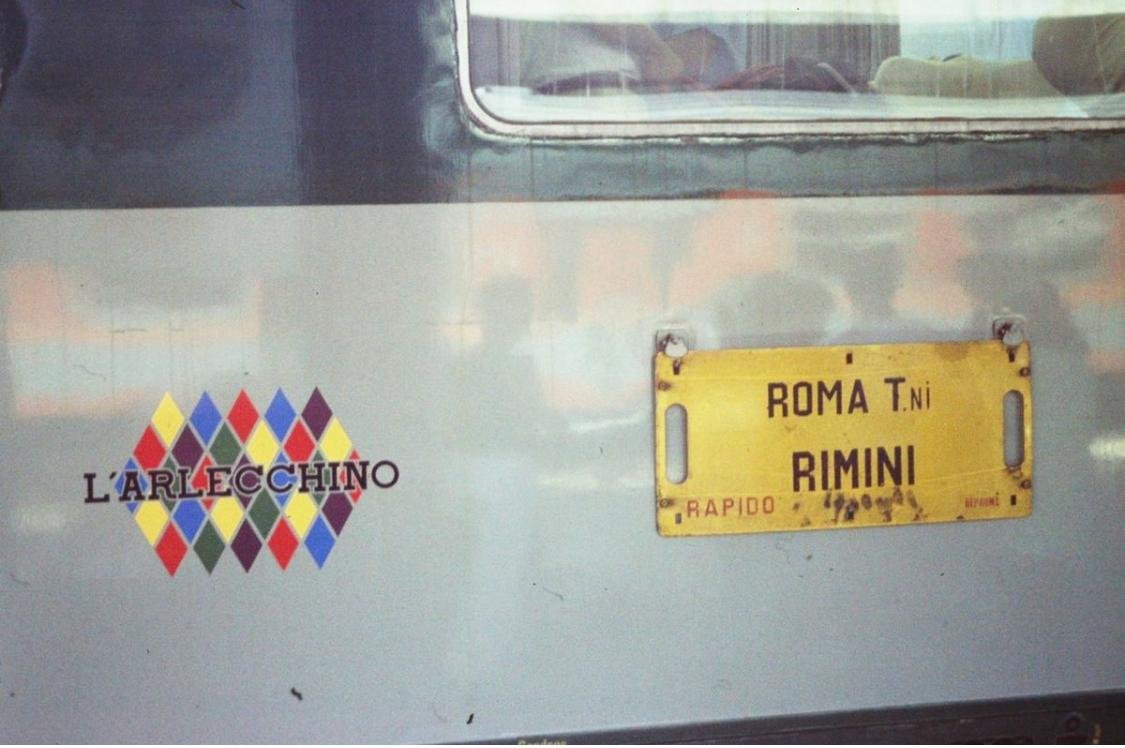 L'ARLECCHINO
ROMA T.Ni
RIMINI
RAPIDO